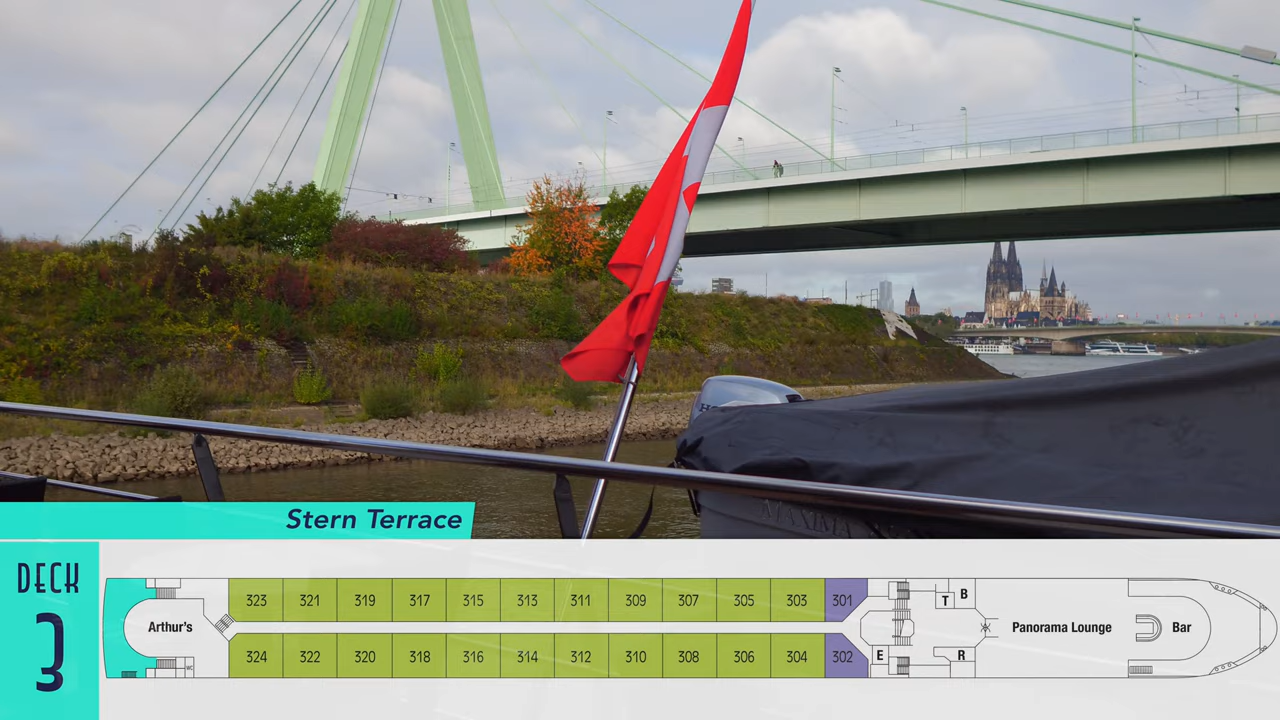 Stern Terrace
DECK
3
Arthur's
WC
323 321 319 317 315 313 311 309 307 305 303 301
324 322 320 318 316 314 312 310 308 306 304 302
T B
E R
Panorama Lounge
Bar